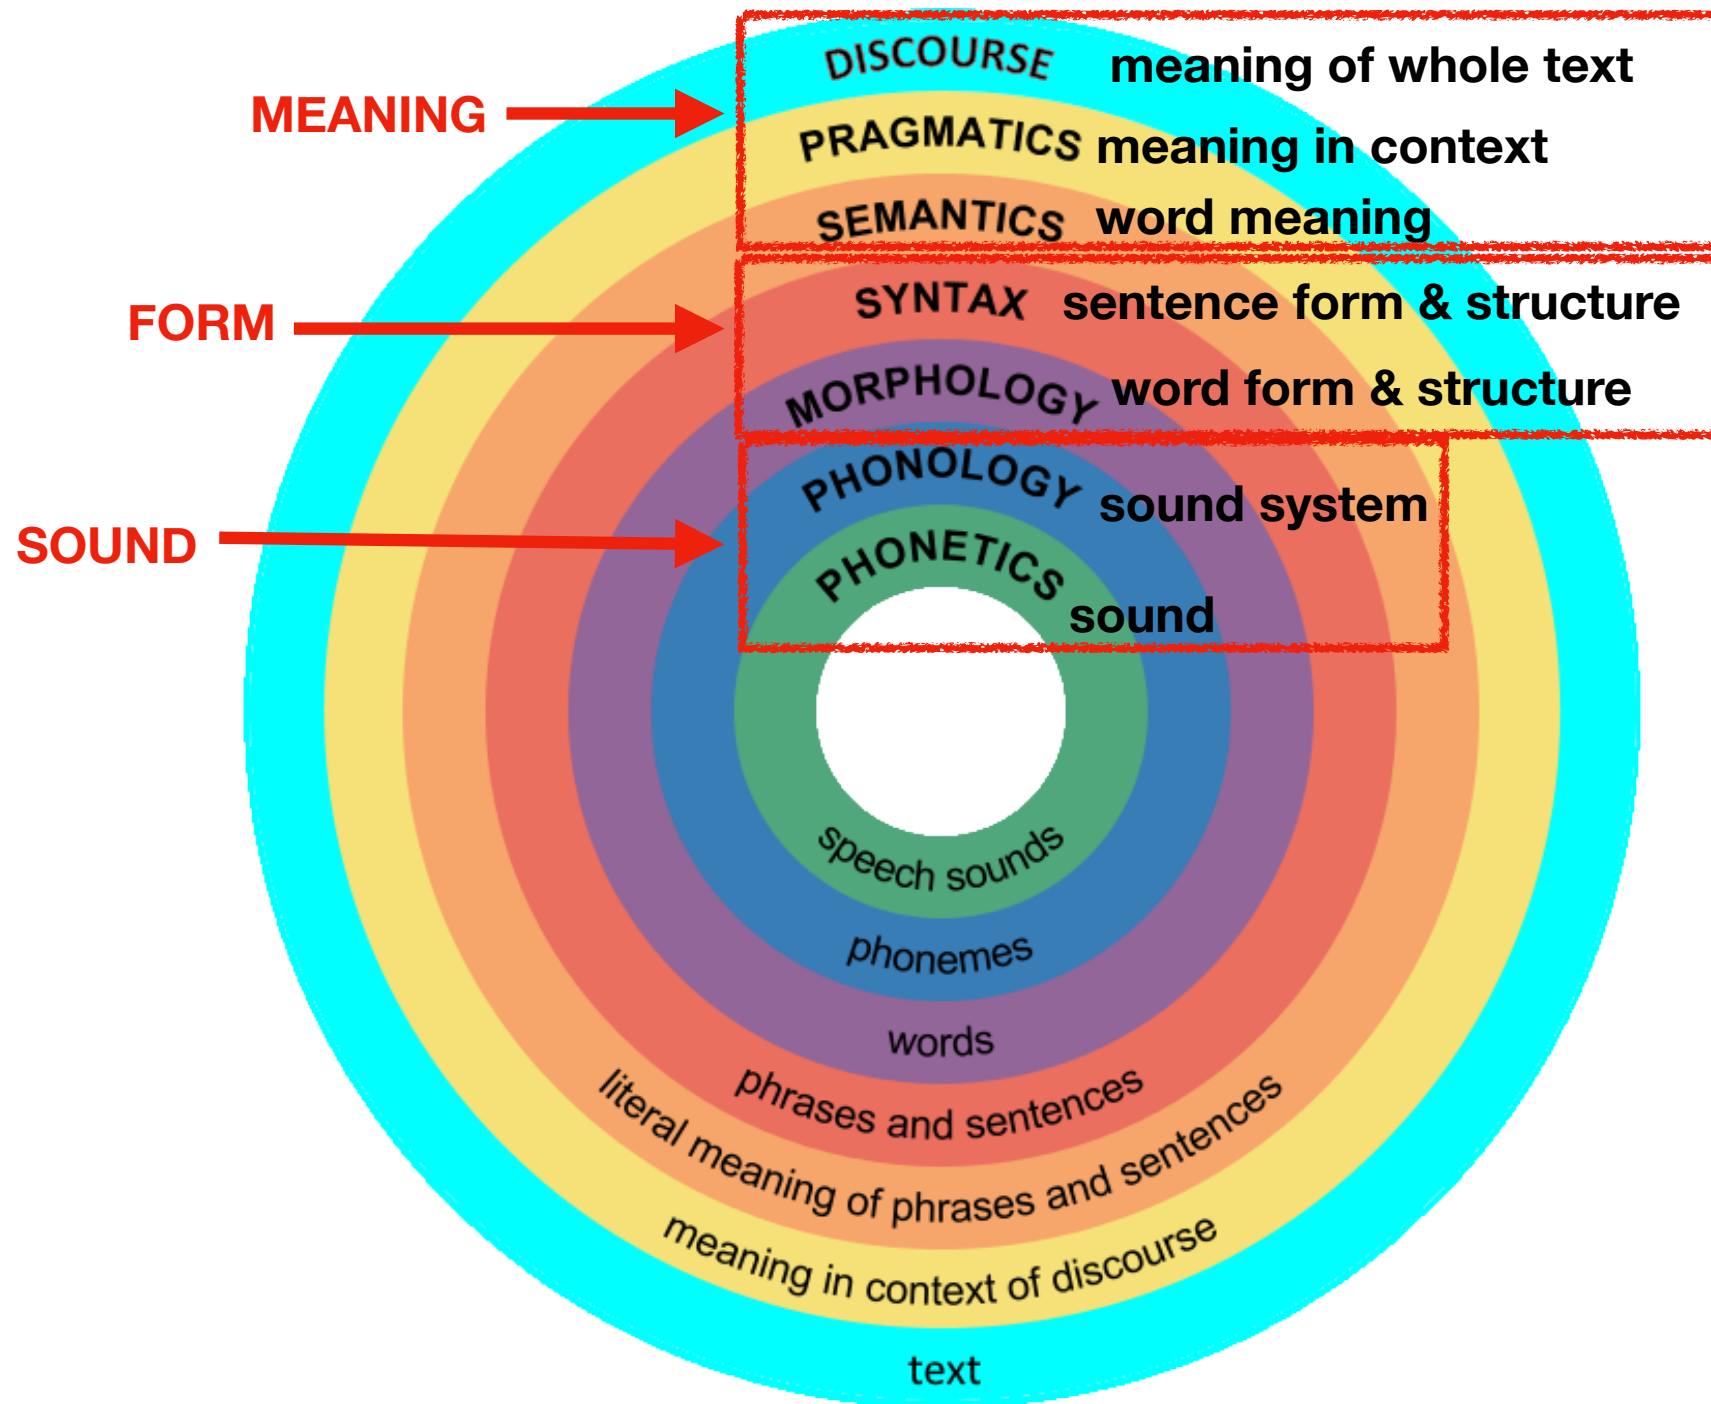 DISCOURSE meaning of whole text
MEANING
PRAGMATICS meaning in context
SEMANTICS word meaning
SYNTAX sentence form & structure
FORM
MORPHOLOGY word form & structure
PHONOLOGY sound system
SOUND
PHONETICS
sound
speech sounds
phonemes
words
phrases and sentences
literal meaning of phrases and sentences
meaning in context of discourse
text